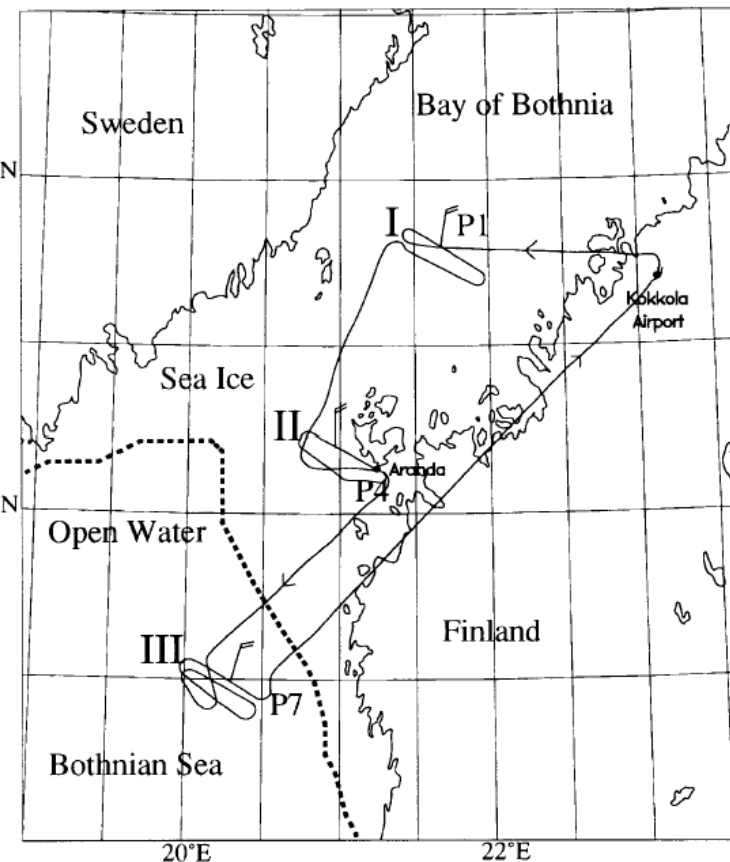 Sweden
Bay of Bothnia
N
I
P1
Kokkola
Airport
Sea Ice
II
Aranda
P4
N
Open Water
Finland
III
P7
Bothnian Sea
20°E
22°E